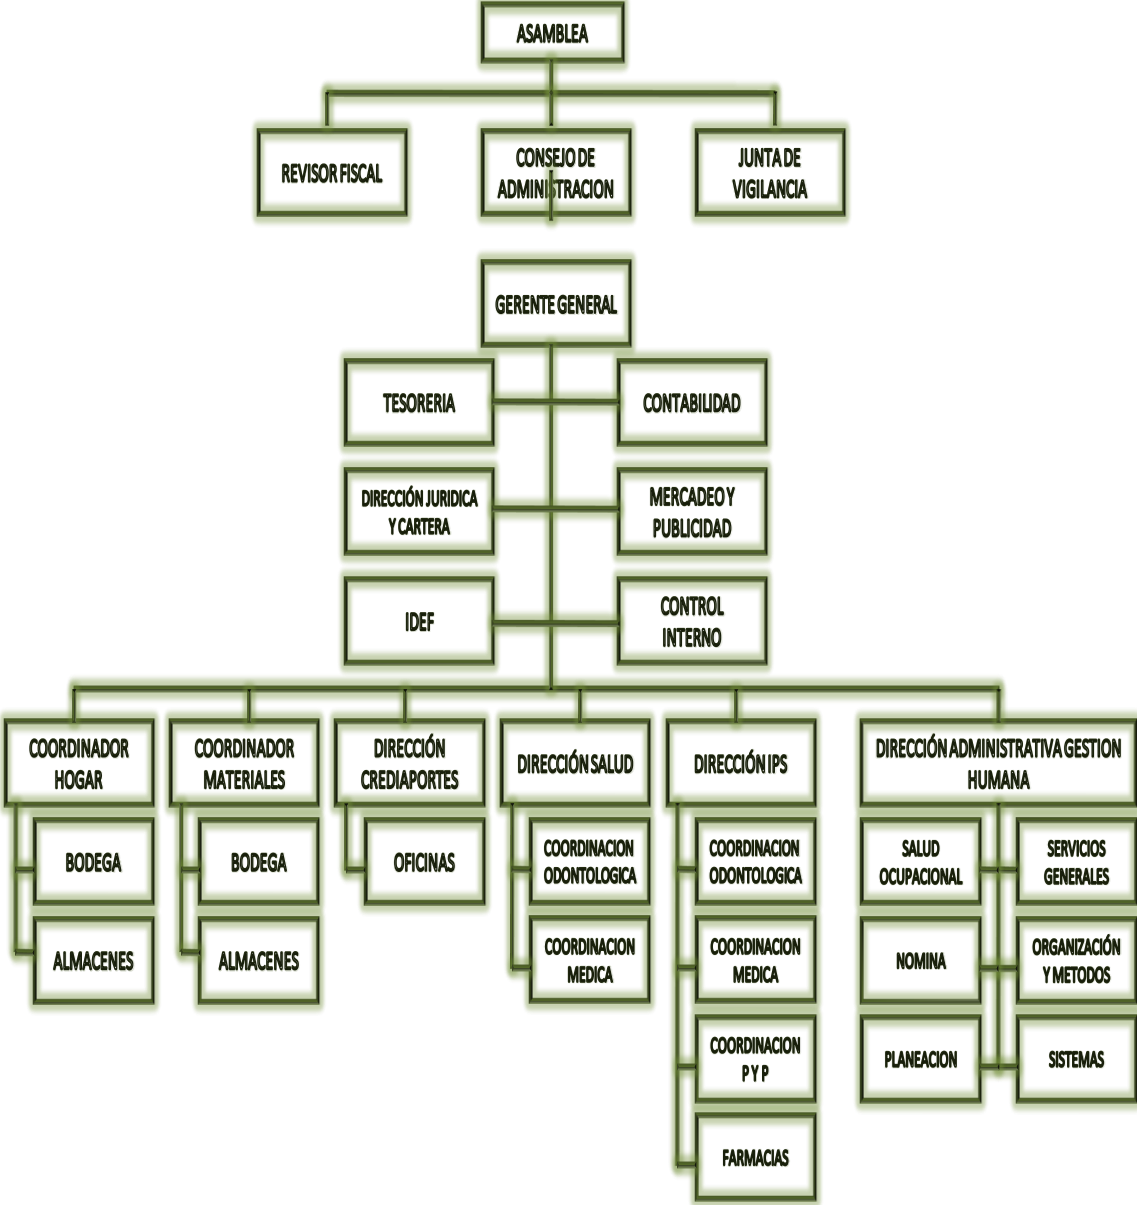 ASAMBLEA
REVISOR FISCAL
CONSEJO DE
ADMINISTRACION
JUNTA DE
VIGILANCIA
GERENTE GENERAL
TESORERIA
CONTABILIDAD
DIRECCIÓN JURIDICA
Y CARTERA
MERCADEO Y
PUBLICIDAD
IDEF
CONTROL
INTERNO
COORDINADOR
HOGAR
BODEGA
ALMACENES
COORDINADOR
MATERIALES
BODEGA
ALMACENES
DIRECCIÓN
CREDIAPORTES
OFICINAS
DIRECCIÓN SALUD
COORDINACION
ODONTOLOGICA
COORDINACION
MEDICA
DIRECCIÓN IPS
COORDINACION
ODONTOLOGICA
COORDINACION
MEDICA
COORDINACION
P Y P
FARMACIAS
DIRECCIÓN ADMINISTRATIVA GESTION
HUMANA
SALUD
OCUPACIONAL
SERVICIOS
GENERALES
NOMINA
ORGANIZACIÓN
Y METODOS
PLANEACION
SISTEMAS